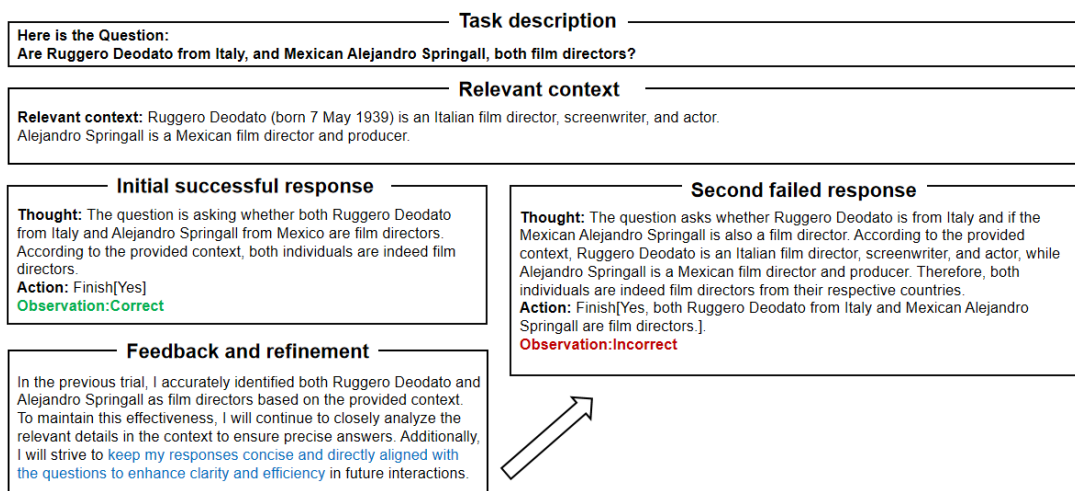 Task description
Here is the Question:
Are Ruggero Deodato from Italy, and Mexican Alejandro Springall, both film directors?
Relevant context
Relevant context: Ruggero Deodato (born 7 May 1939) is an Italian film director, screenwriter, and actor.
Alejandro Springall is a Mexican film director and producer.
Initial successful response
Thought: The question is asking whether both Ruggero Deodato
from Italy and Alejandro Springall from Mexico are film directors.
According to the provided context, both individuals are indeed film
directors.
Action: Finish[Yes]
Observation:Correct
Feedback and refinement
In the previous trial, I accurately identified both Ruggero Deodato and
Alejandro Springall as film directors based on the provided context.
To maintain this effectiveness, I will continue to closely analyze the
relevant details in the context to ensure precise answers. Additionally,
I will strive to keep my responses concise and directly aligned with
the questions to enhance clarity and efficiency in future interactions.
Second failed response
Thought: The question asks whether Ruggero Deodato is from Italy and if the
Mexican Alejandro Springall is also a film director. According to the provided
context, Ruggero Deodato is an Italian film director, screenwriter, and actor, while
Alejandro Springall is a Mexican film director and producer. Therefore, both
individuals are indeed film directors from their respective countries.
Action: Finish[Yes, both Ruggero Deodato from Italy and Mexican Alejandro
Springall are film directors.].
Observation:Incorrect